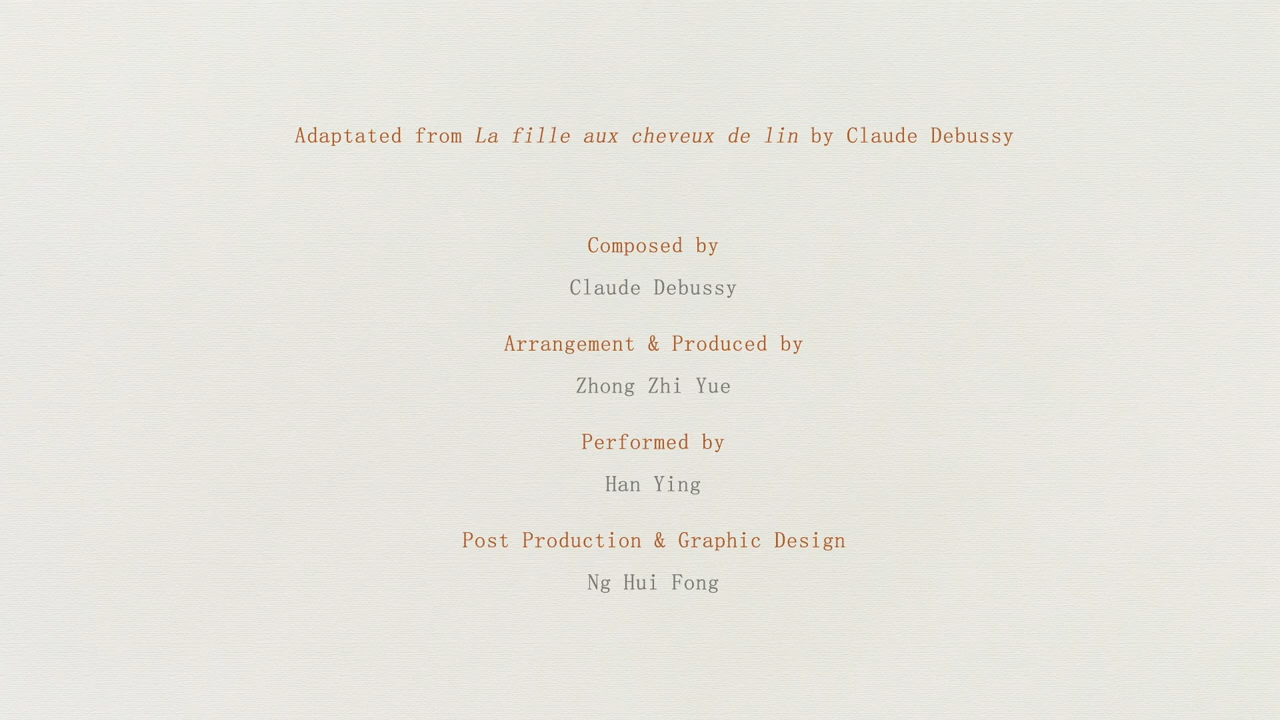 Adaptated from La fille aux cheveux de lin by Claude Debussy
Composed by
Claude Debussy
Arrangement & Produced by
Zhong Zhi Yue
Performed by
Han Ying
Post Production & Graphic Design
Ng Hui Fong